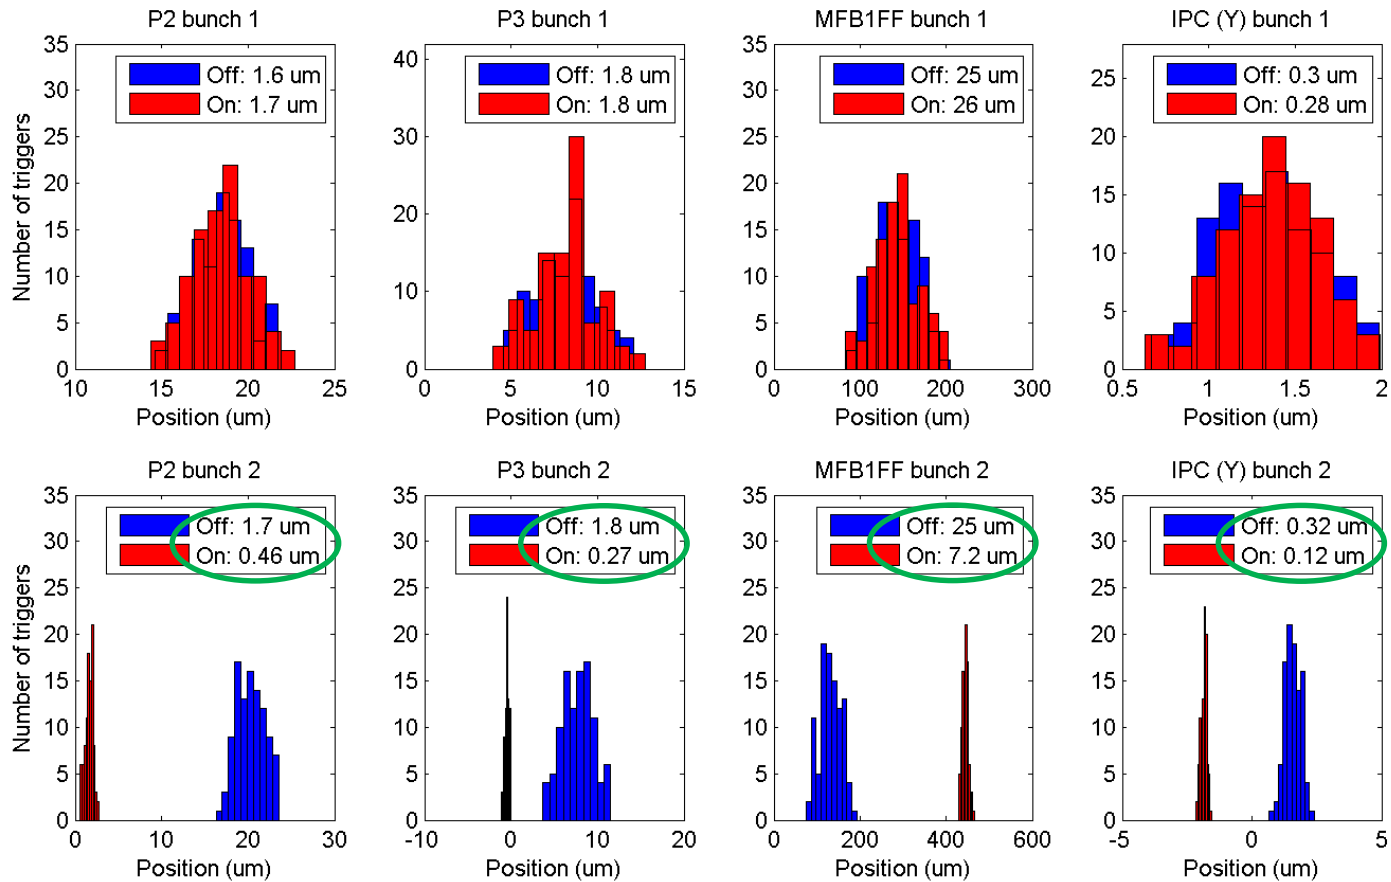 P2 bunch 1
35
30
25
20
15
10
5
0
Number of triggers
Off: 1.6 um
On: 1.7 um
10 15 20 25
Position (um)
P3 bunch 1
40
30
20
10
0
Off: 1.8 um
On: 1.8 um
0 5 10 15
Position (um)
MFB1FF bunch 1
35
30
25
20
15
10
5
0
Off: 25 um
On: 26 um
0 100 200 300
Position (um)
IPC (Y) bunch 1
25
20
15
10
5
0
Off: 0.3 um
On: 0.28 um
0.5 1 1.5 2
Position (um)
P2 bunch 2
35
30
25
20
15
10
5
0
Number of triggers
Off: 1.7 um
On: 0.46 um
0 10 20 30
Position (um)
P3 bunch 2
35
30
25
20
15
10
5
0
Off: 1.8 um
On: 0.27 um
-10 0 10 20
Position (um)
MFB1FF bunch 2
35
30
25
20
15
10
5
0
Off: 25 um
On: 7.2 um
0 200 400 600
Position (um)
IPC (Y) bunch 2
35
30
25
20
15
10
5
0
Off: 0.32 um
On: 0.12 um
-5 0 5
Position (um)